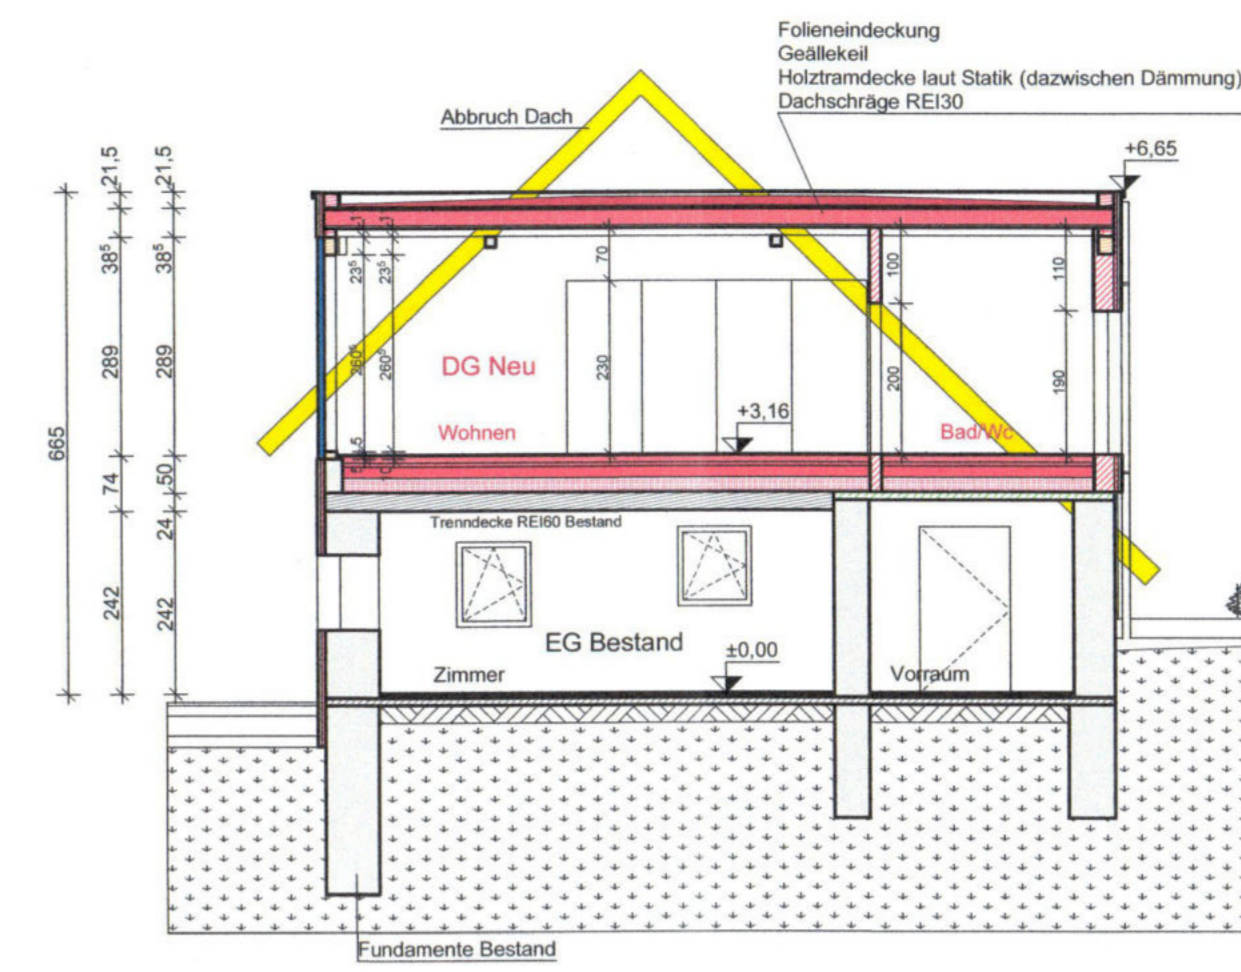 Folieneindeckung
Geällekeil
Holztramdecke laut Statik (dazwischen Dämmung)
Dachschräge REI30
Abbruch Dach
+6,65
21,5
21,5
38⁵
38⁵
23⁵
23⁵
1
1
70
100
110
289
289
260⁵
260⁵
230
200
190
DG Neu
Wohnen
+3,16
Bad/Wc
665
74
50
24
Trenndecke REI60 Bestand
242
242
EG Bestand
±0,00
Zimmer
Vorraum
Fundamente Bestand